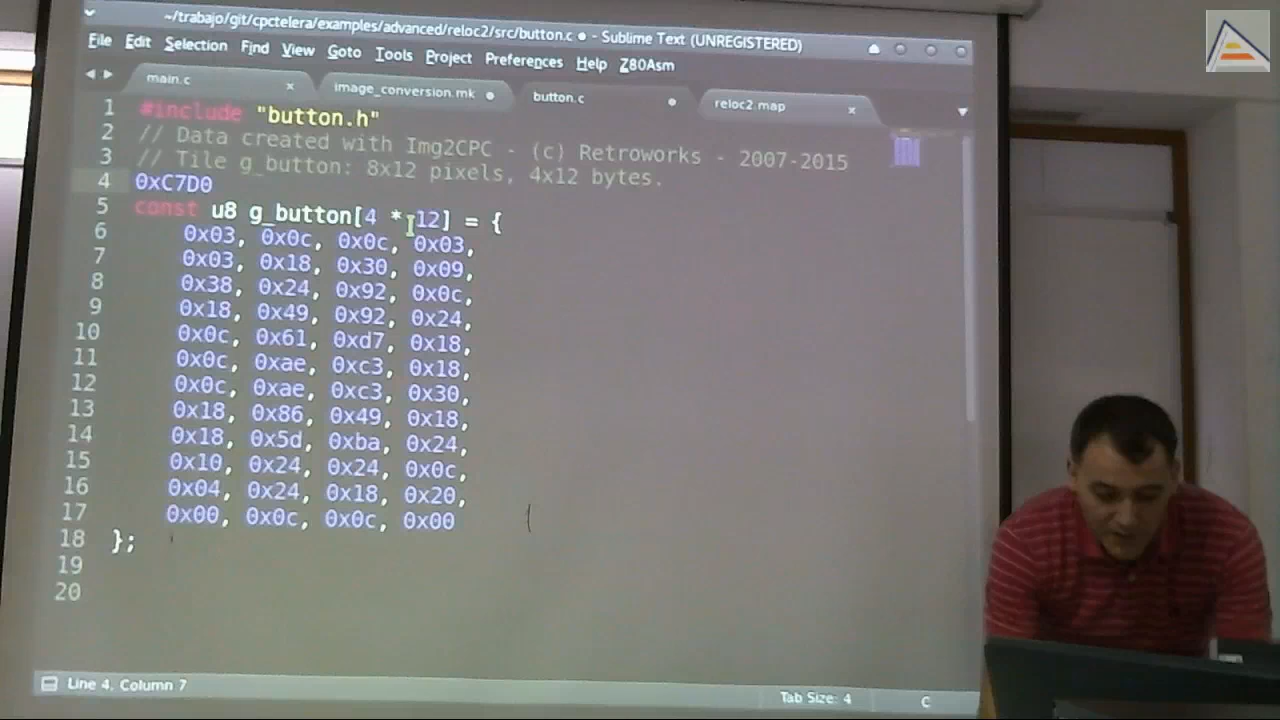 ~/trabajo/git/cpctelera/examples/advanced/reloc2/src/button.c ● - Sublime Text (UNREGISTERED)
File Edit Selection Find View Goto Tools Project Preferences Help Z80Asm
main.c image_conversion.mk button.c reloc2.map
1 #include "button.h"
2 // Data created with Img2CPC - (c) Retroworks - 2007-2015
3 // Tile g_button: 8x12 pixels, 4x12 bytes.
4 0xC7D0
5 const u8 g_button[4 * 12] = {
6 0x03, 0x0c, 0x0c, 0x03,
7 0x03, 0x18, 0x30, 0x09,
8 0x38, 0x24, 0x92, 0x0c,
9 0x18, 0x49, 0x92, 0x24,
10 0x0c, 0x61, 0xd7, 0x18,
11 0x0c, 0xae, 0xc3, 0x18,
12 0x0c, 0xae, 0xc3, 0x30,
13 0x18, 0x86, 0x49, 0x18,
14 0x18, 0x5d, 0xba, 0x24,
15 0x10, 0x24, 0x24, 0x0c,
16 0x04, 0x24, 0x18, 0x20,
17 0x00, 0x0c, 0x0c, 0x00
18 };
19
20
Line 4, Column 7 Tab Size: 4 C